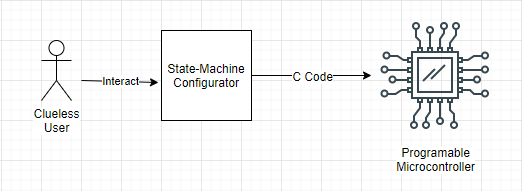 Clueless
User
Interact
State-Machine
Configurator
C Code
Programable
Microcontroller